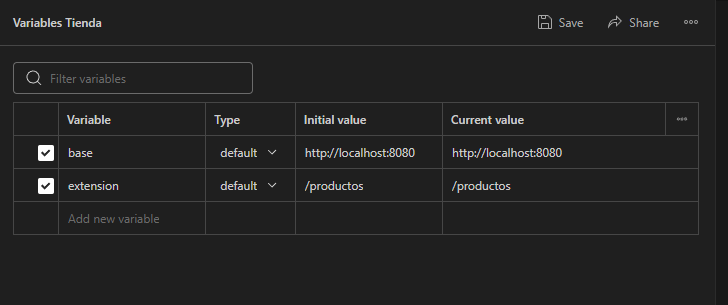 Variables Tienda Save Share
Filter variables
Variable Type Initial value Current value
base default http://localhost:8080 http://localhost:8080
extension default /productos /productos
Add new variable